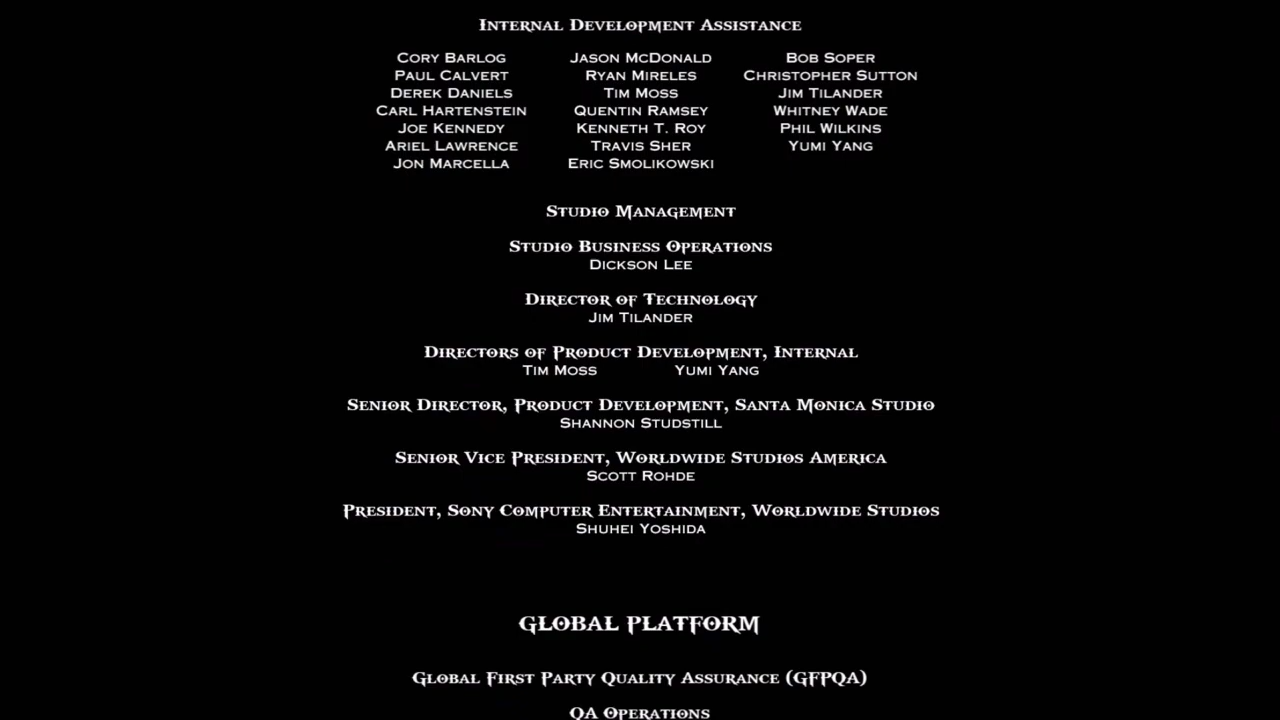 Internal Development Assistance
Cory Barlog Jason McDonald Bob Soper
Paul Calvert Ryan Mireles Christopher Sutton
Derek Daniels Tim Moss Jim Tilander
Carl Hartenstein Quentin Ramsey Whitney Wade
Joe Kennedy Kenneth T. Roy Phil Wilkins
Ariel Lawrence Travis Sher Yumi Yang
Jon Marcella Eric Smolikowski
Studio Management
Studio Business Operations
Dickson Lee
Director of Technology
Jim Tilander
Directors of Product Development, Internal
Tim Moss Yumi Yang
Senior Director, Product Development, Santa Monica Studio
Shannon Studstill
Senior Vice President, Worldwide Studios America
Scott Rohde
President, Sony Computer Entertainment, Worldwide Studios
Shuhei Yoshida
GLOBAL PLATFORM
Global First Party Quality Assurance (GFPQA)
QA Operations